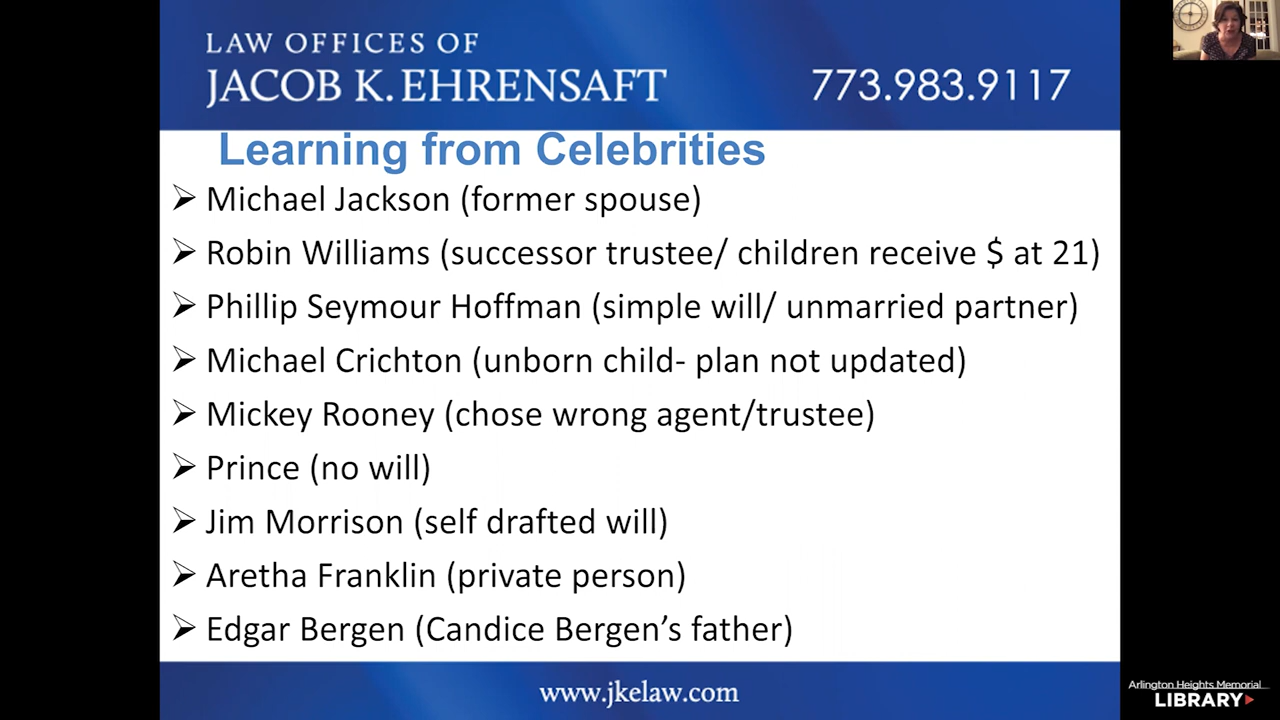 LAW OFFICES OF
JACOB K. EHRENSAFT
773.983.9117
Learning from Celebrities
➢ Michael Jackson (former spouse)
➢ Robin Williams (successor trustee/ children receive $ at 21)
➢ Phillip Seymour Hoffman (simple will/ unmarried partner)
➢ Michael Crichton (unborn child- plan not updated)
➢ Mickey Rooney (chose wrong agent/trustee)
➢ Prince (no will)
➢ Jim Morrison (self drafted will)
➢ Aretha Franklin (private person)
➢ Edgar Bergen (Candice Bergen’s father)
www.jkelaw.com
Arlington Heights Memorial
LIBRARY